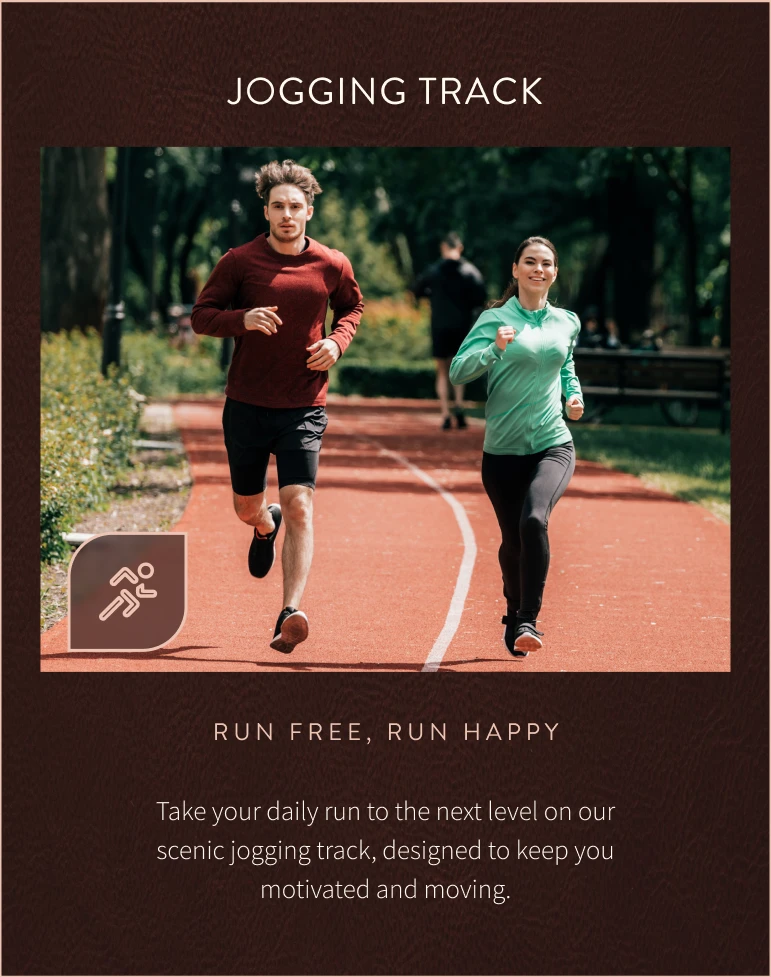 JOGGING TRACK
RUN FREE, RUN HAPPY
Take your daily run to the next level on our
scenic jogging track, designed to keep you
motivated and moving.